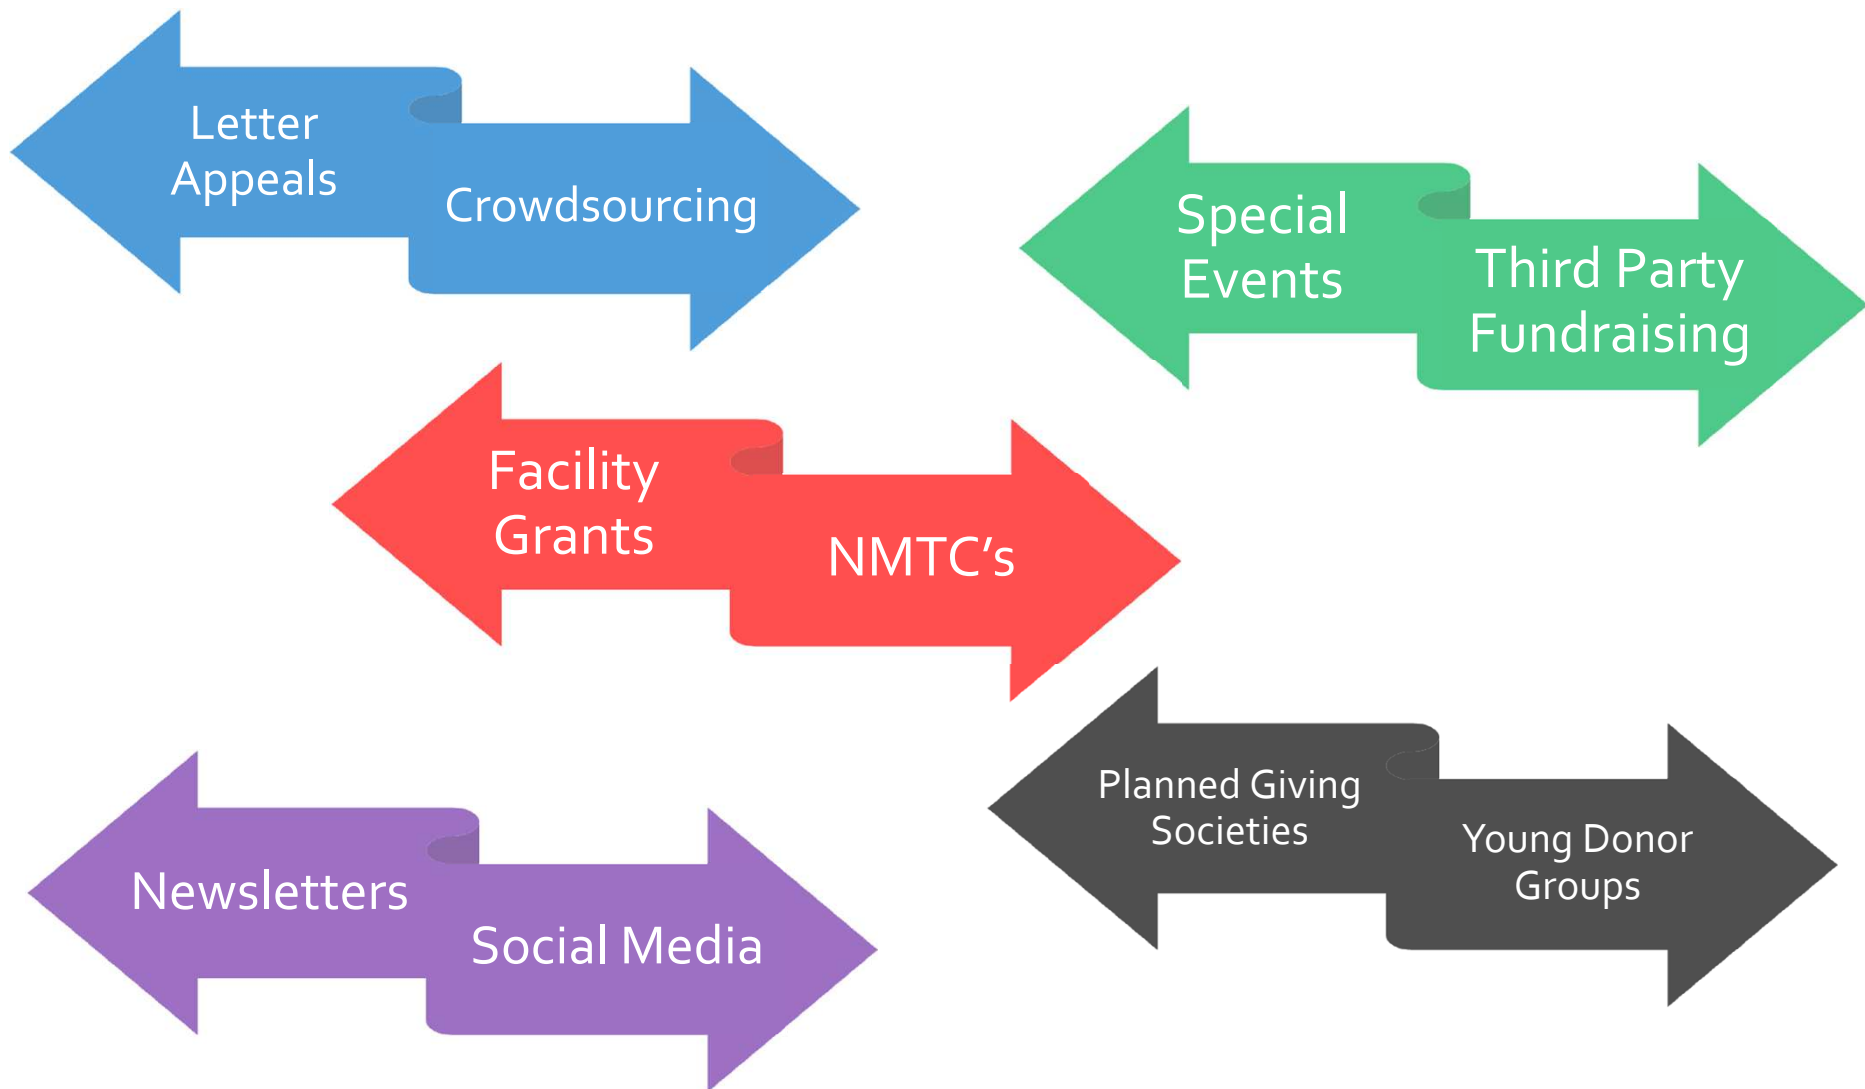 Letter
Appeals
Crowdsourcing
Special
Events
Third Party
Fundraising
Facility
Grants
NMTC’s
Planned Giving
Societies
Young Donor
Groups
Newsletters
Social Media